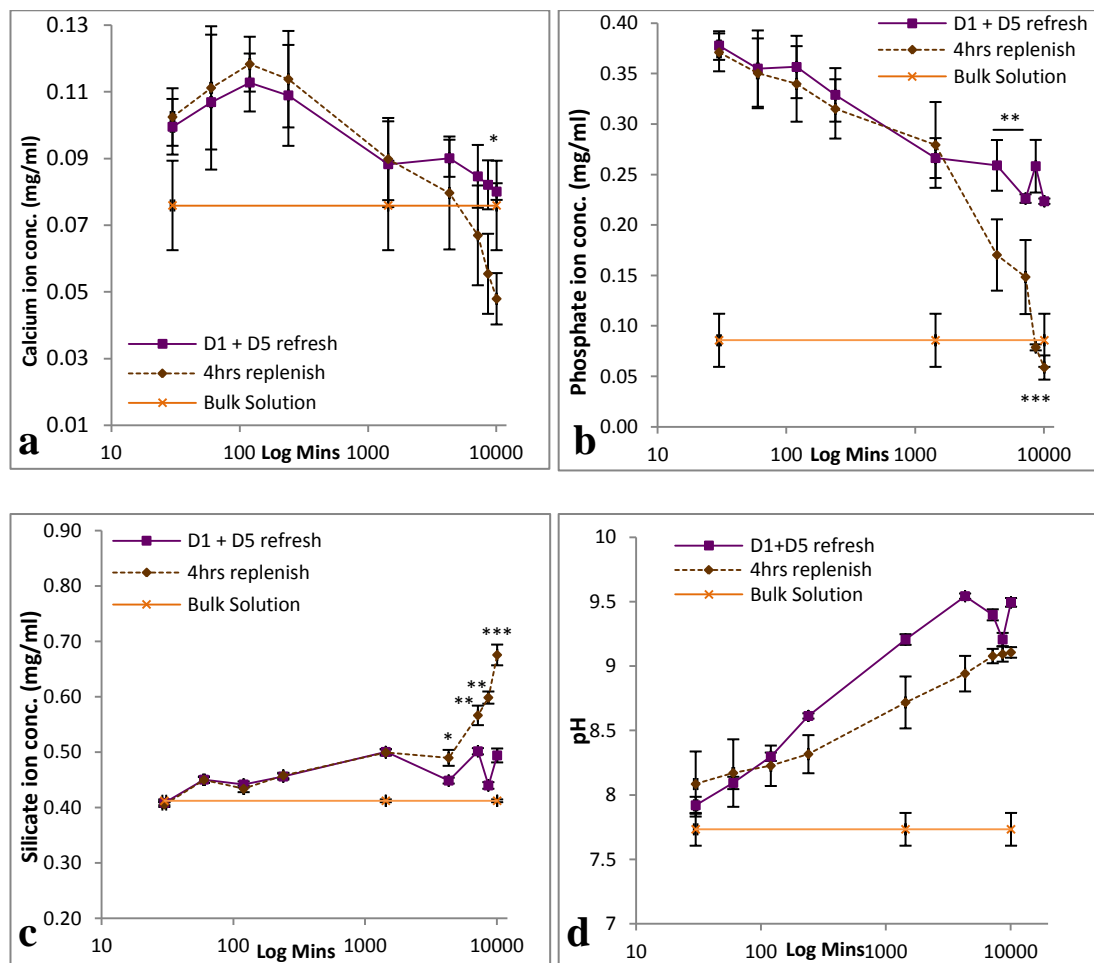 0.13
0.11
0.09
0.07
0.05
0.03
0.01
10
100
1000
10000
Log Mins
Calcium ion conc. (mg/ml)
D1 + D5 refresh
4hrs replenish
Bulk Solution
*
a
0.40
0.35
0.30
0.25
0.20
0.15
0.10
0.05
0.00
10
100
1000
10000
Log Mins
Phosphate ion conc. (mg/ml)
D1 + D5 refresh
4hrs replenish
Bulk Solution
**
***
b
0.90
0.80
0.70
0.60
0.50
0.40
0.30
0.20
10
100
1000
10000
Log Mins
Silicate ion conc. (mg/ml)
D1 + D5 refresh
4hrs replenish
Bulk Solution
*
**
**
***
c
10
9.5
9
8.5
8
7.5
7
10
100
1000
10000
Log Mins
pH
D1+D5 refresh
4hrs replenish
Bulk Solution
d